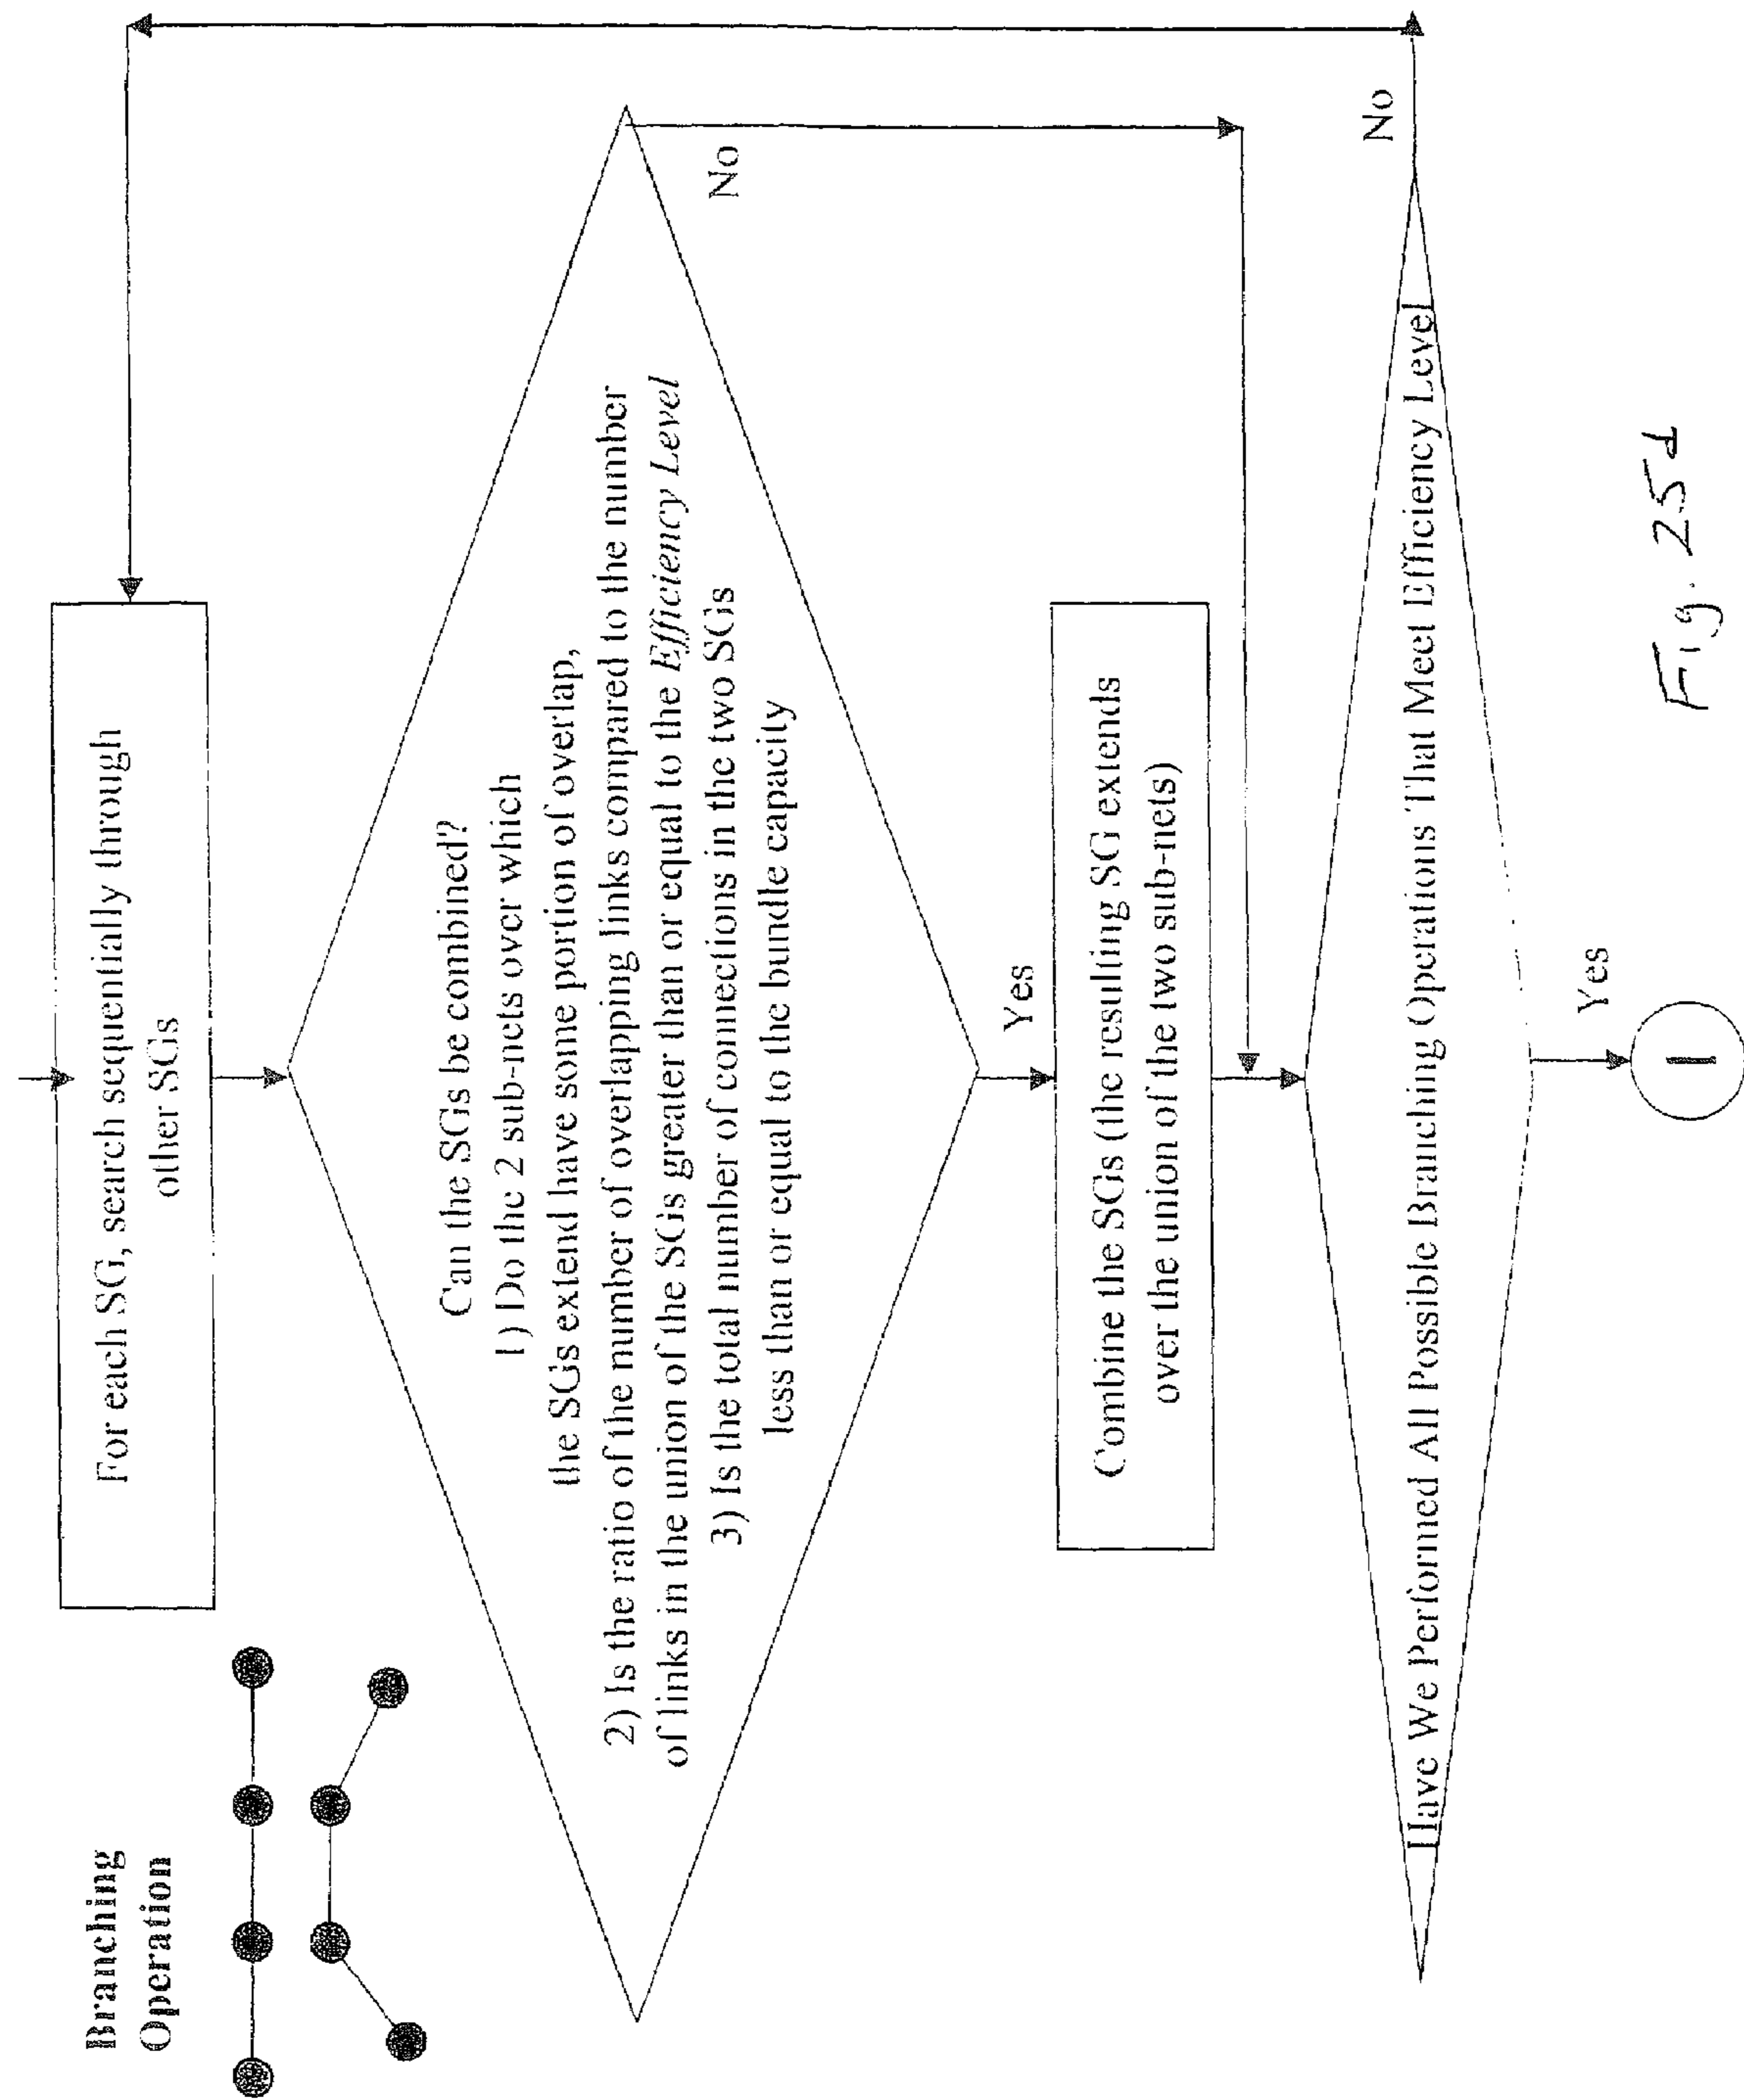 Branching
Operation
For each SG, search sequentially through
other SGs
Can the SGs be combined?
1) Do the 2 sub-nets over which
the SGs extend have some portion of overlap,
2) Is the ratio of the number of overlapping links compared to the number
of links in the union of the SGs greater than or equal to the Efficiency Level
3) Is the total number of connections in the two SGs
less than or equal to the bundle capacity
No
Yes
Combine the SGs (the resulting SG extends
over the union of the two sub-nets)
Have We Performed All Possible Branching Operations That Meet Efficiency Level
No
Yes
1
Fig. 25d